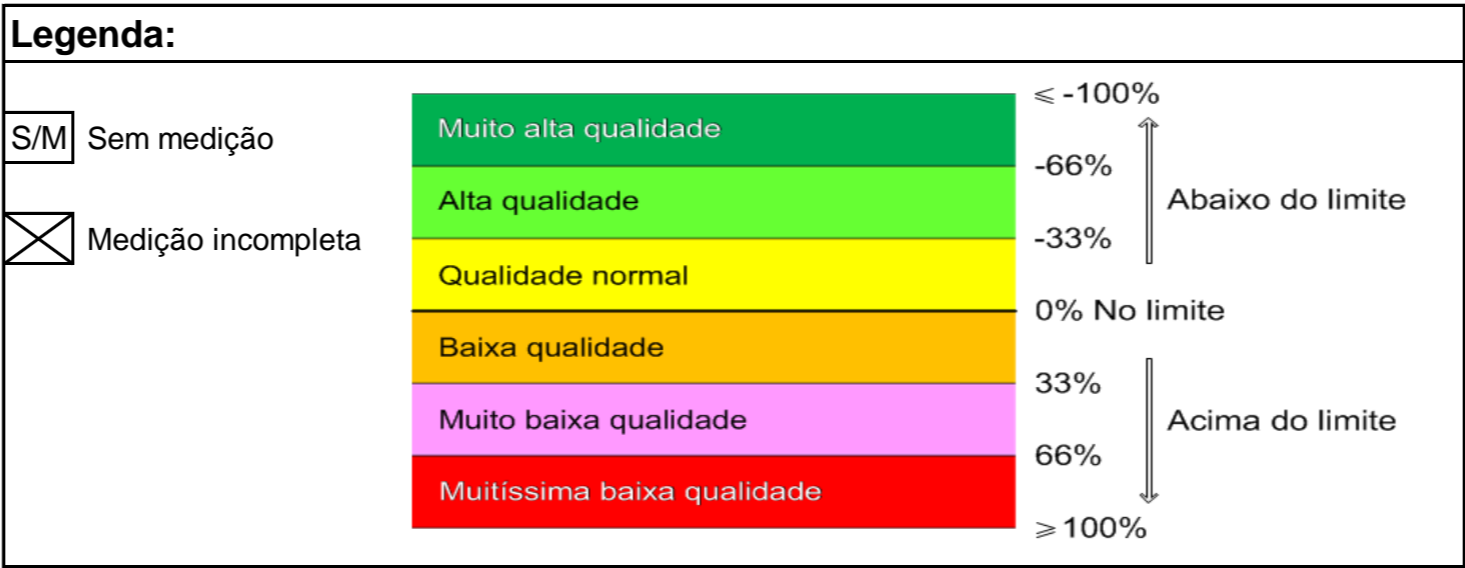 Legenda:
S/M Sem medição
Medição incompleta
Muito alta qualidade
Alta qualidade
Qualidade normal
Baixa qualidade
Muito baixa qualidade
Muitíssima baixa qualidade
⩽ -100%
-66%
-33%
0% No limite
33%
66%
⩾ 100%
Abaixo do limite
Acima do limite